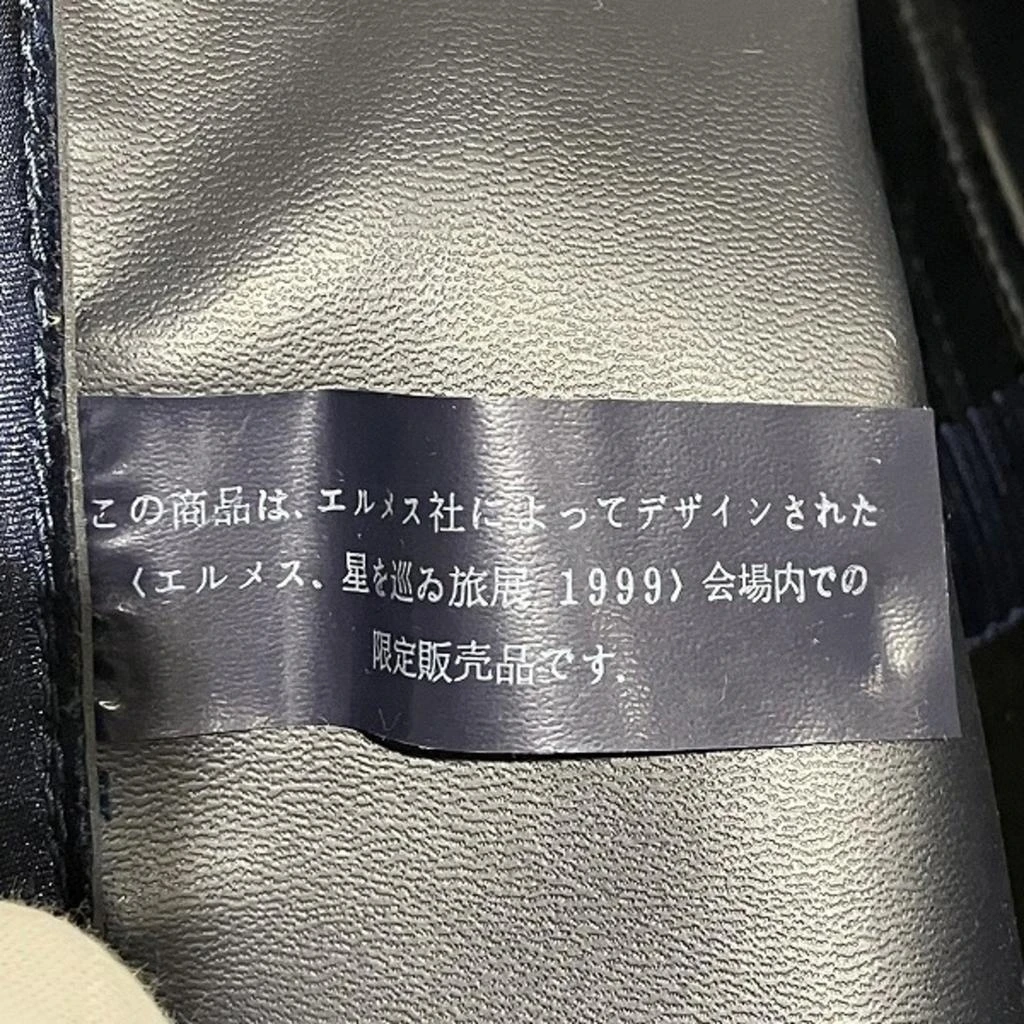 この商品は、エルメス社によってデザインされた
〈エルメス、星を巡る旅展 1999〉会場内での
限定販売品です.